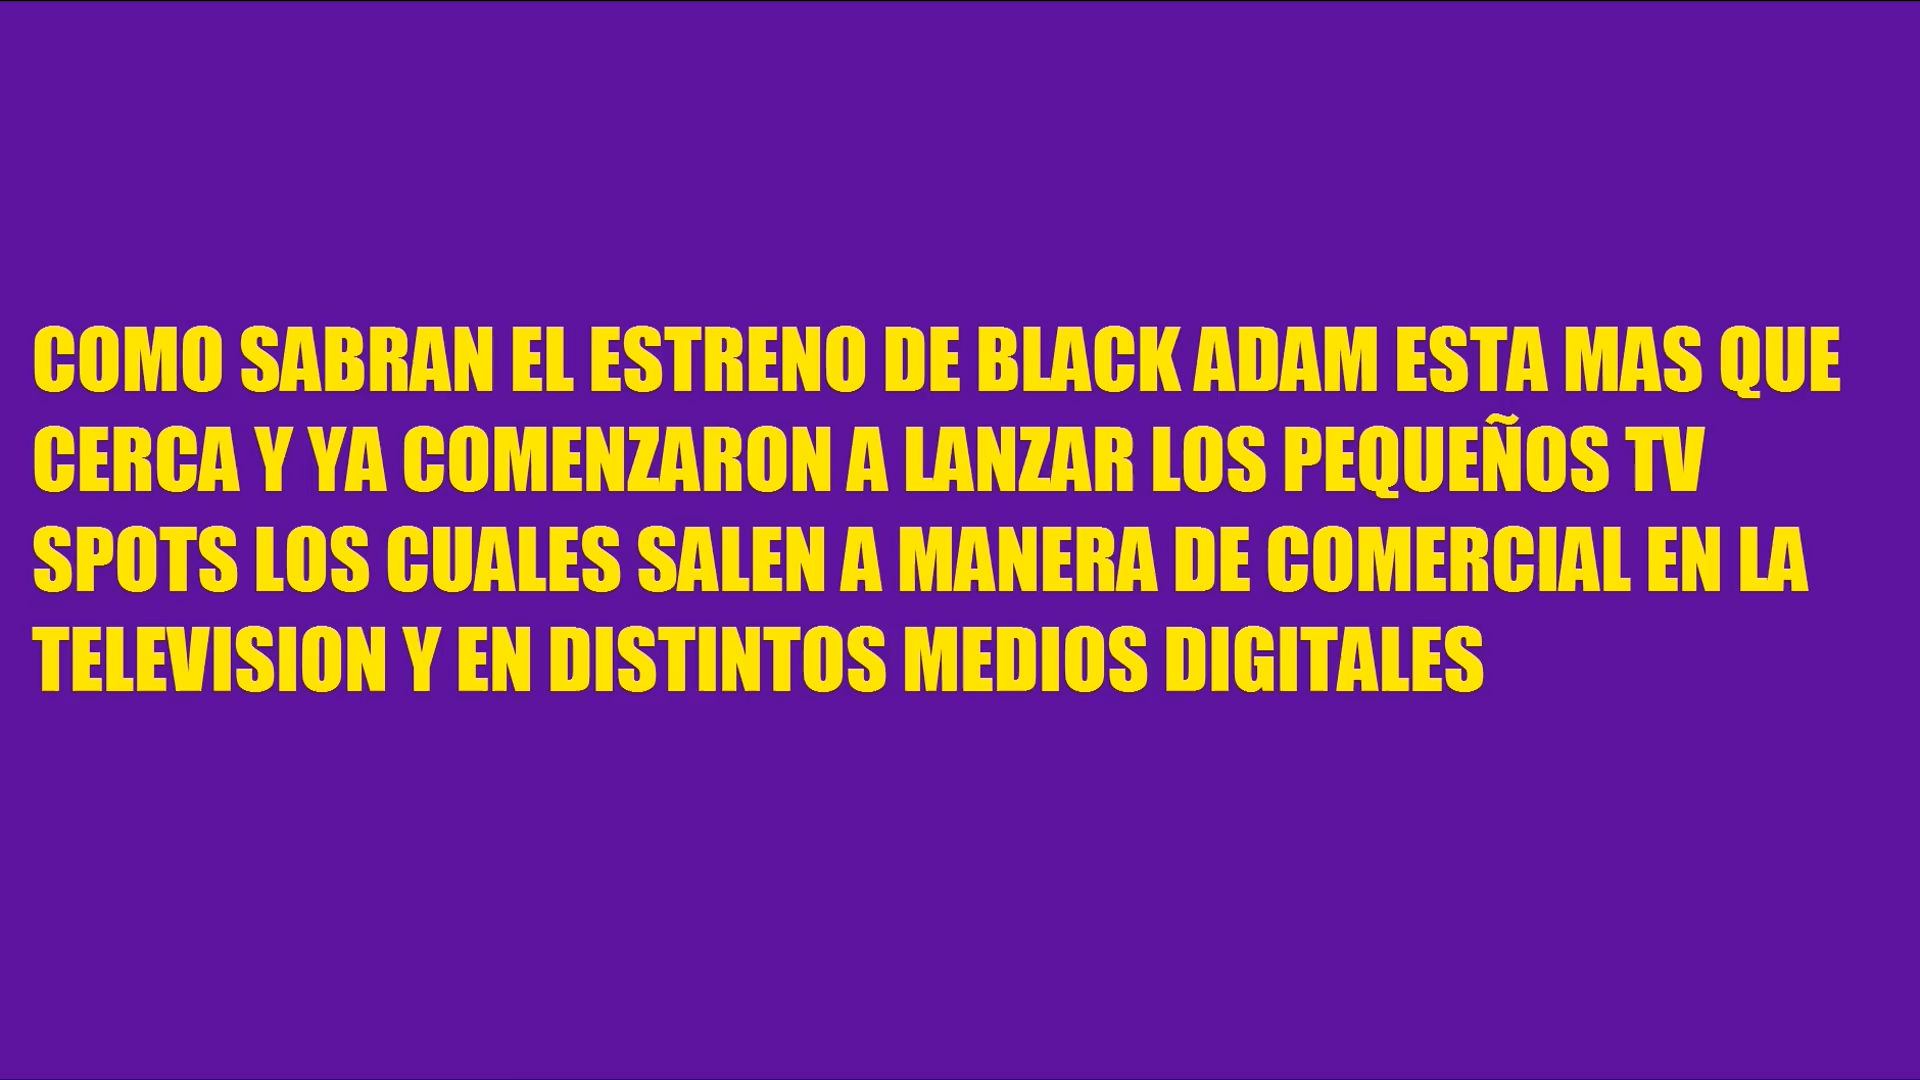 COMO SABRAN EL ESTRENO DE BLACK ADAM ESTA MAS QUE
CERCA Y YA COMENZARON A LANZAR LOS PEQUEÑOS TV
SPOTS LOS CUALES SALEN A MANERA DE COMERCIAL EN LA
TELEVISION Y EN DISTINTOS MEDIOS DIGITALES